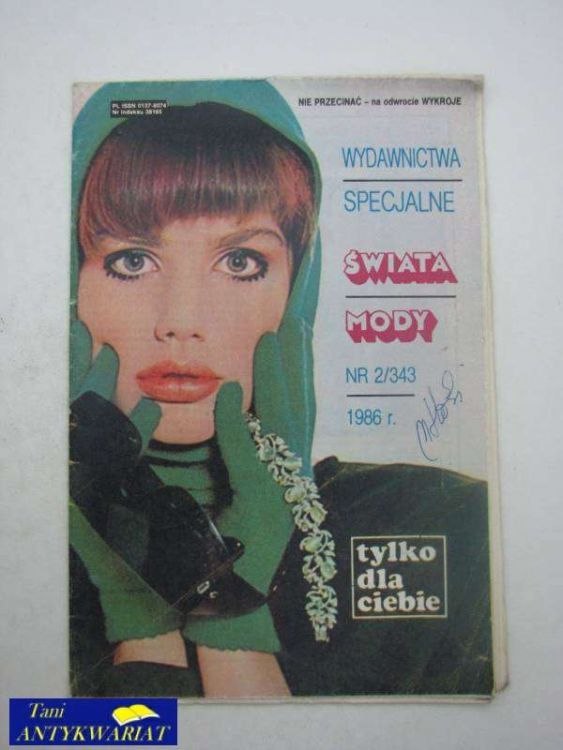 PL ISSN 0137-8074
Nr indeksu 38165
NIE PRZECINAĆ – na odwrocie WYKROJE
WYDAWNICTWA
SPECJALNE
ŚWIATA
MODY
NR 2/343
1986 r.
tylko
dla
ciebie
Tani
ANTYKWARIAT